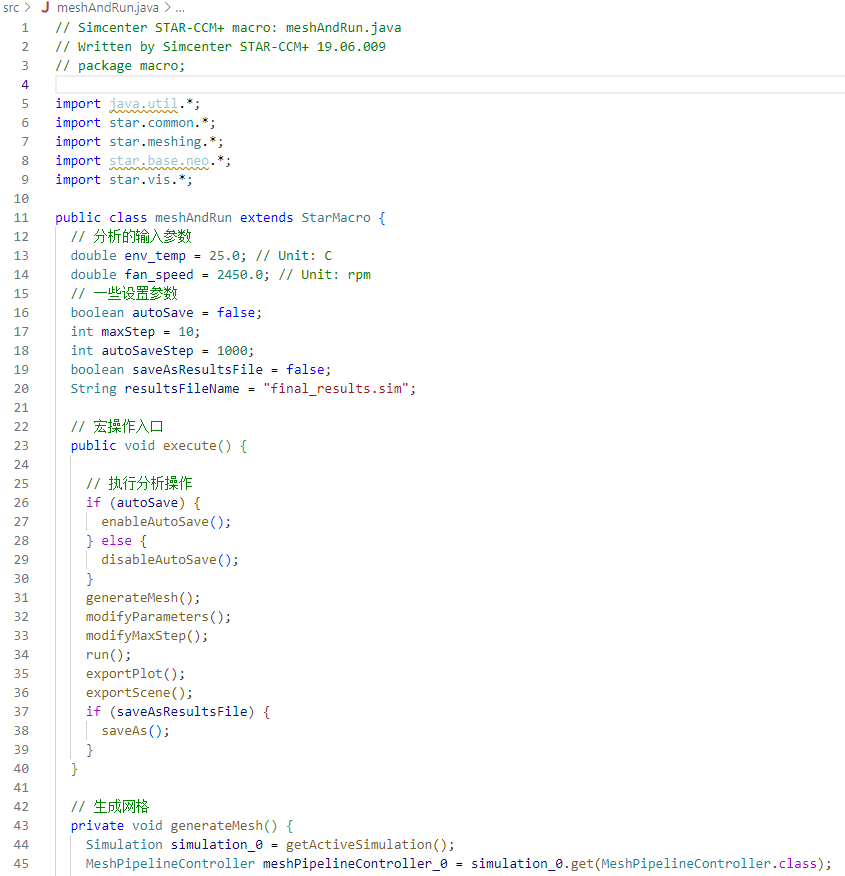 src > J meshAndRun.java > ...
1 // Simcenter STAR-CCM+ macro: meshAndRun.java
2 // Written by Simcenter STAR-CCM+ 19.06.009
3 // package macro;
4
5 import java.util.*;
6 import star.common.*;
7 import star.meshing.*;
8 import star.base.neo.*;
9 import star.vis.*;
10
11 public class meshAndRun extends StarMacro {
12 // 分析的输入参数
13 double env_temp = 25.0; // Unit: C
14 double fan_speed = 2450.0; // Unit: rpm
15 // 一些设置参数
16 boolean autoSave = false;
17 int maxStep = 10;
18 int autoSaveStep = 1000;
19 boolean saveAsResultsFile = false;
20 String resultsFileName = "final_results.sim";
21
22 // 宏操作入口
23 public void execute() {
24
25 // 执行分析操作
26 if (autoSave) {
27 enableAutoSave();
28 } else {
29 disableAutoSave();
30 }
31 generateMesh();
32 modifyParameters();
33 modifyMaxStep();
34 run();
35 exportPlot();
36 exportScene();
37 if (saveAsResultsFile) {
38 saveAs();
39 }
40 }
41
42 // 生成网格
43 private void generateMesh() {
44 Simulation simulation_0 = getActiveSimulation();
45 MeshPipelineController meshPipelineController_0 = simulation_0.get(MeshPipelineController.class);